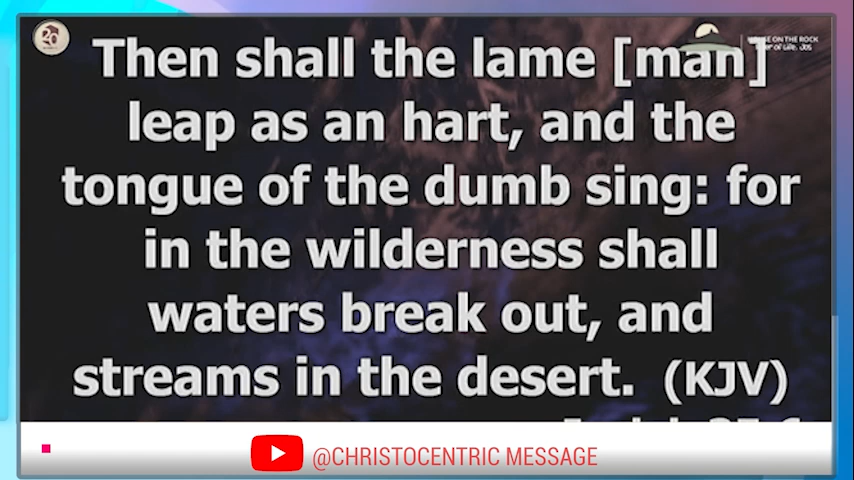 Then shall the lame [man]
leap as an hart, and the
tongue of the dumb sing: for
in the wilderness shall
waters break out, and
streams in the desert. (KJV)
@CHRISTOCENTRIC MESSAGE